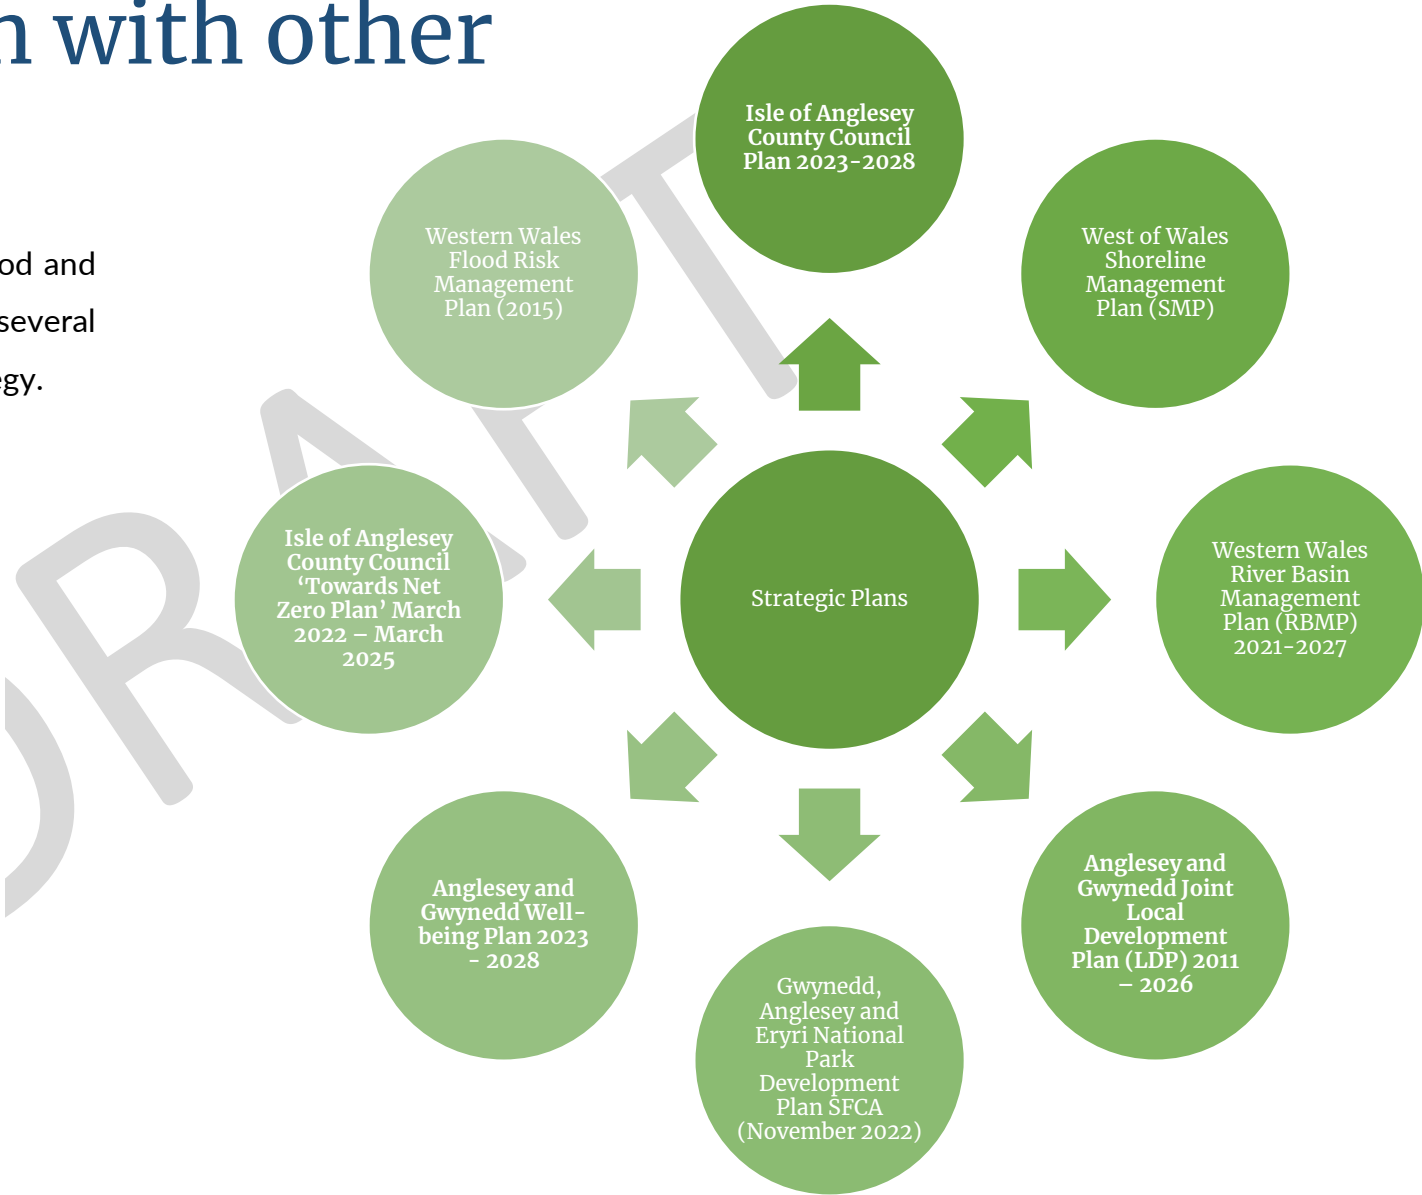 n with other
od and
several
egy.
Isle of Anglesey
County Council
Plan 2023-2028
West of Wales
Shoreline
Management
Plan (SMP)
Western Wales
River Basin
Management
Plan (RBMP)
2021-2027
Anglesey and
Gwynedd Joint
Local
Development
Plan (LDP) 2011
– 2026
Gwynedd,
Anglesey and
Eryri National
Park
Development
Plan SFCA
(November 2022)
Anglesey and
Gwynedd Well-
being Plan 2023
- 2028
Isle of Anglesey
County Council
‘Towards Net
Zero Plan’ March
2022 – March
2025
Western Wales
Flood Risk
Management
Plan (2015)
Strategic Plans
DRAFT